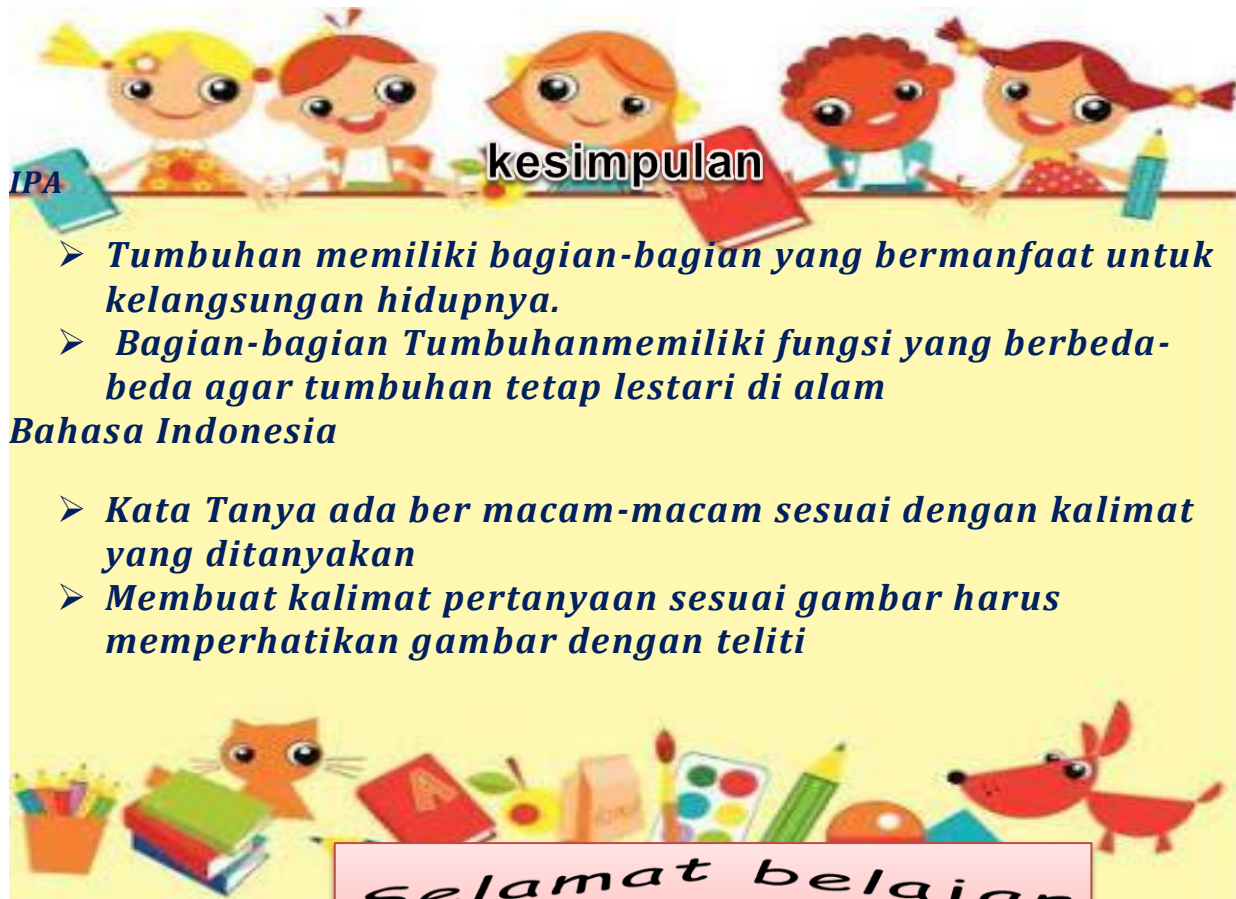 kesimpulan
IPA
➢ Tumbuhan memiliki bagian-bagian yang bermanfaat untuk
kelangsungan hidupnya.
➢ Bagian-bagian Tumbuhanmemiliki fungsi yang berbeda-
beda agar tumbuhan tetap lestari di alam
Bahasa Indonesia
➢ Kata Tanya ada ber macam-macam sesuai dengan kalimat
yang ditanyakan
➢ Membuat kalimat pertanyaan sesuai gambar harus
memperhatikan gambar dengan teliti
A
Selamat belajar